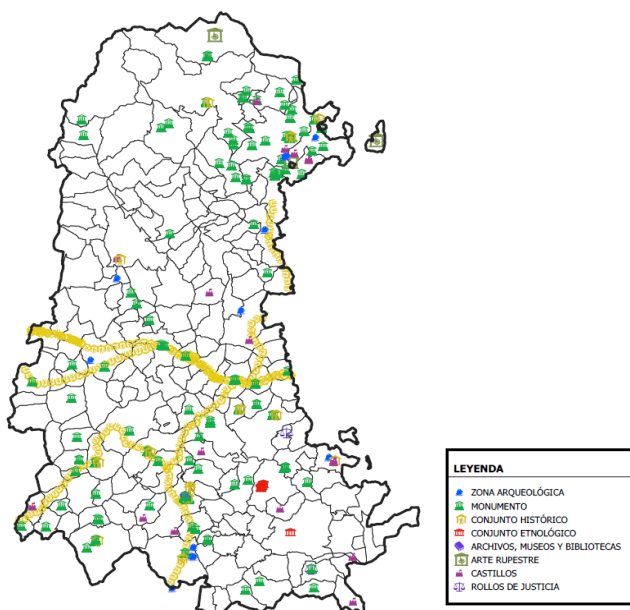 LEYENDA
ZONA ARQUEOLÓGICA
MONUMENTO
CONJUNTO HISTÓRICO
CONJUNTO ETNOLÓGICO
ARCHIVOS, MUSEOS Y BIBLIOTECAS
ARTE RUPESTRE
CASTILLOS
ROLLOS DE JUSTICIA